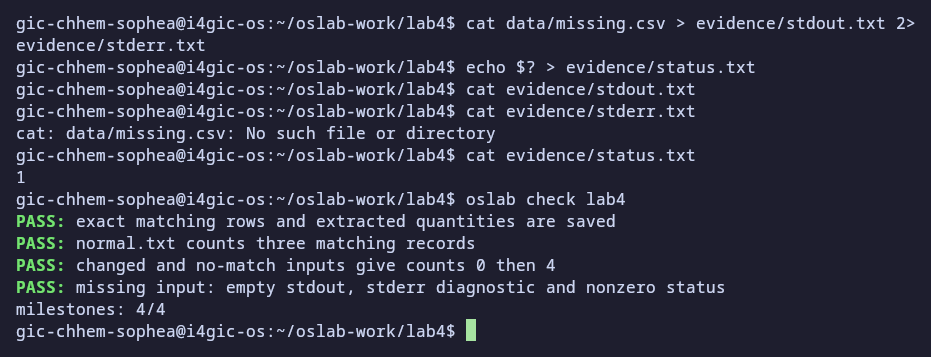 gic-chhem-sophea@i4gic-os:~/oslab-work/lab4$ cat data/missing.csv > evidence/stdout.txt 2>
evidence/stderr.txt
gic-chhem-sophea@i4gic-os:~/oslab-work/lab4$ echo $? > evidence/status.txt
gic-chhem-sophea@i4gic-os:~/oslab-work/lab4$ cat evidence/stdout.txt
gic-chhem-sophea@i4gic-os:~/oslab-work/lab4$ cat evidence/stderr.txt
cat: data/missing.csv: No such file or directory
gic-chhem-sophea@i4gic-os:~/oslab-work/lab4$ cat evidence/status.txt
1
gic-chhem-sophea@i4gic-os:~/oslab-work/lab4$ oslab check lab4
PASS: exact matching rows and extracted quantities are saved
PASS: normal.txt counts three matching records
PASS: changed and no-match inputs give counts 0 then 4
PASS: missing input: empty stdout, stderr diagnostic and nonzero status
milestones: 4/4
gic-chhem-sophea@i4gic-os:~/oslab-work/lab4$